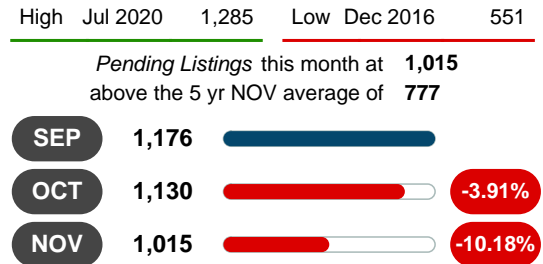 High Jul 2020 1,285 Low Dec 2016 551
Pending Listings this month at 1,015
above the 5 yr NOV average of 777
SEP 1,176
OCT 1,130 -3.91%
NOV 1,015 -10.18%